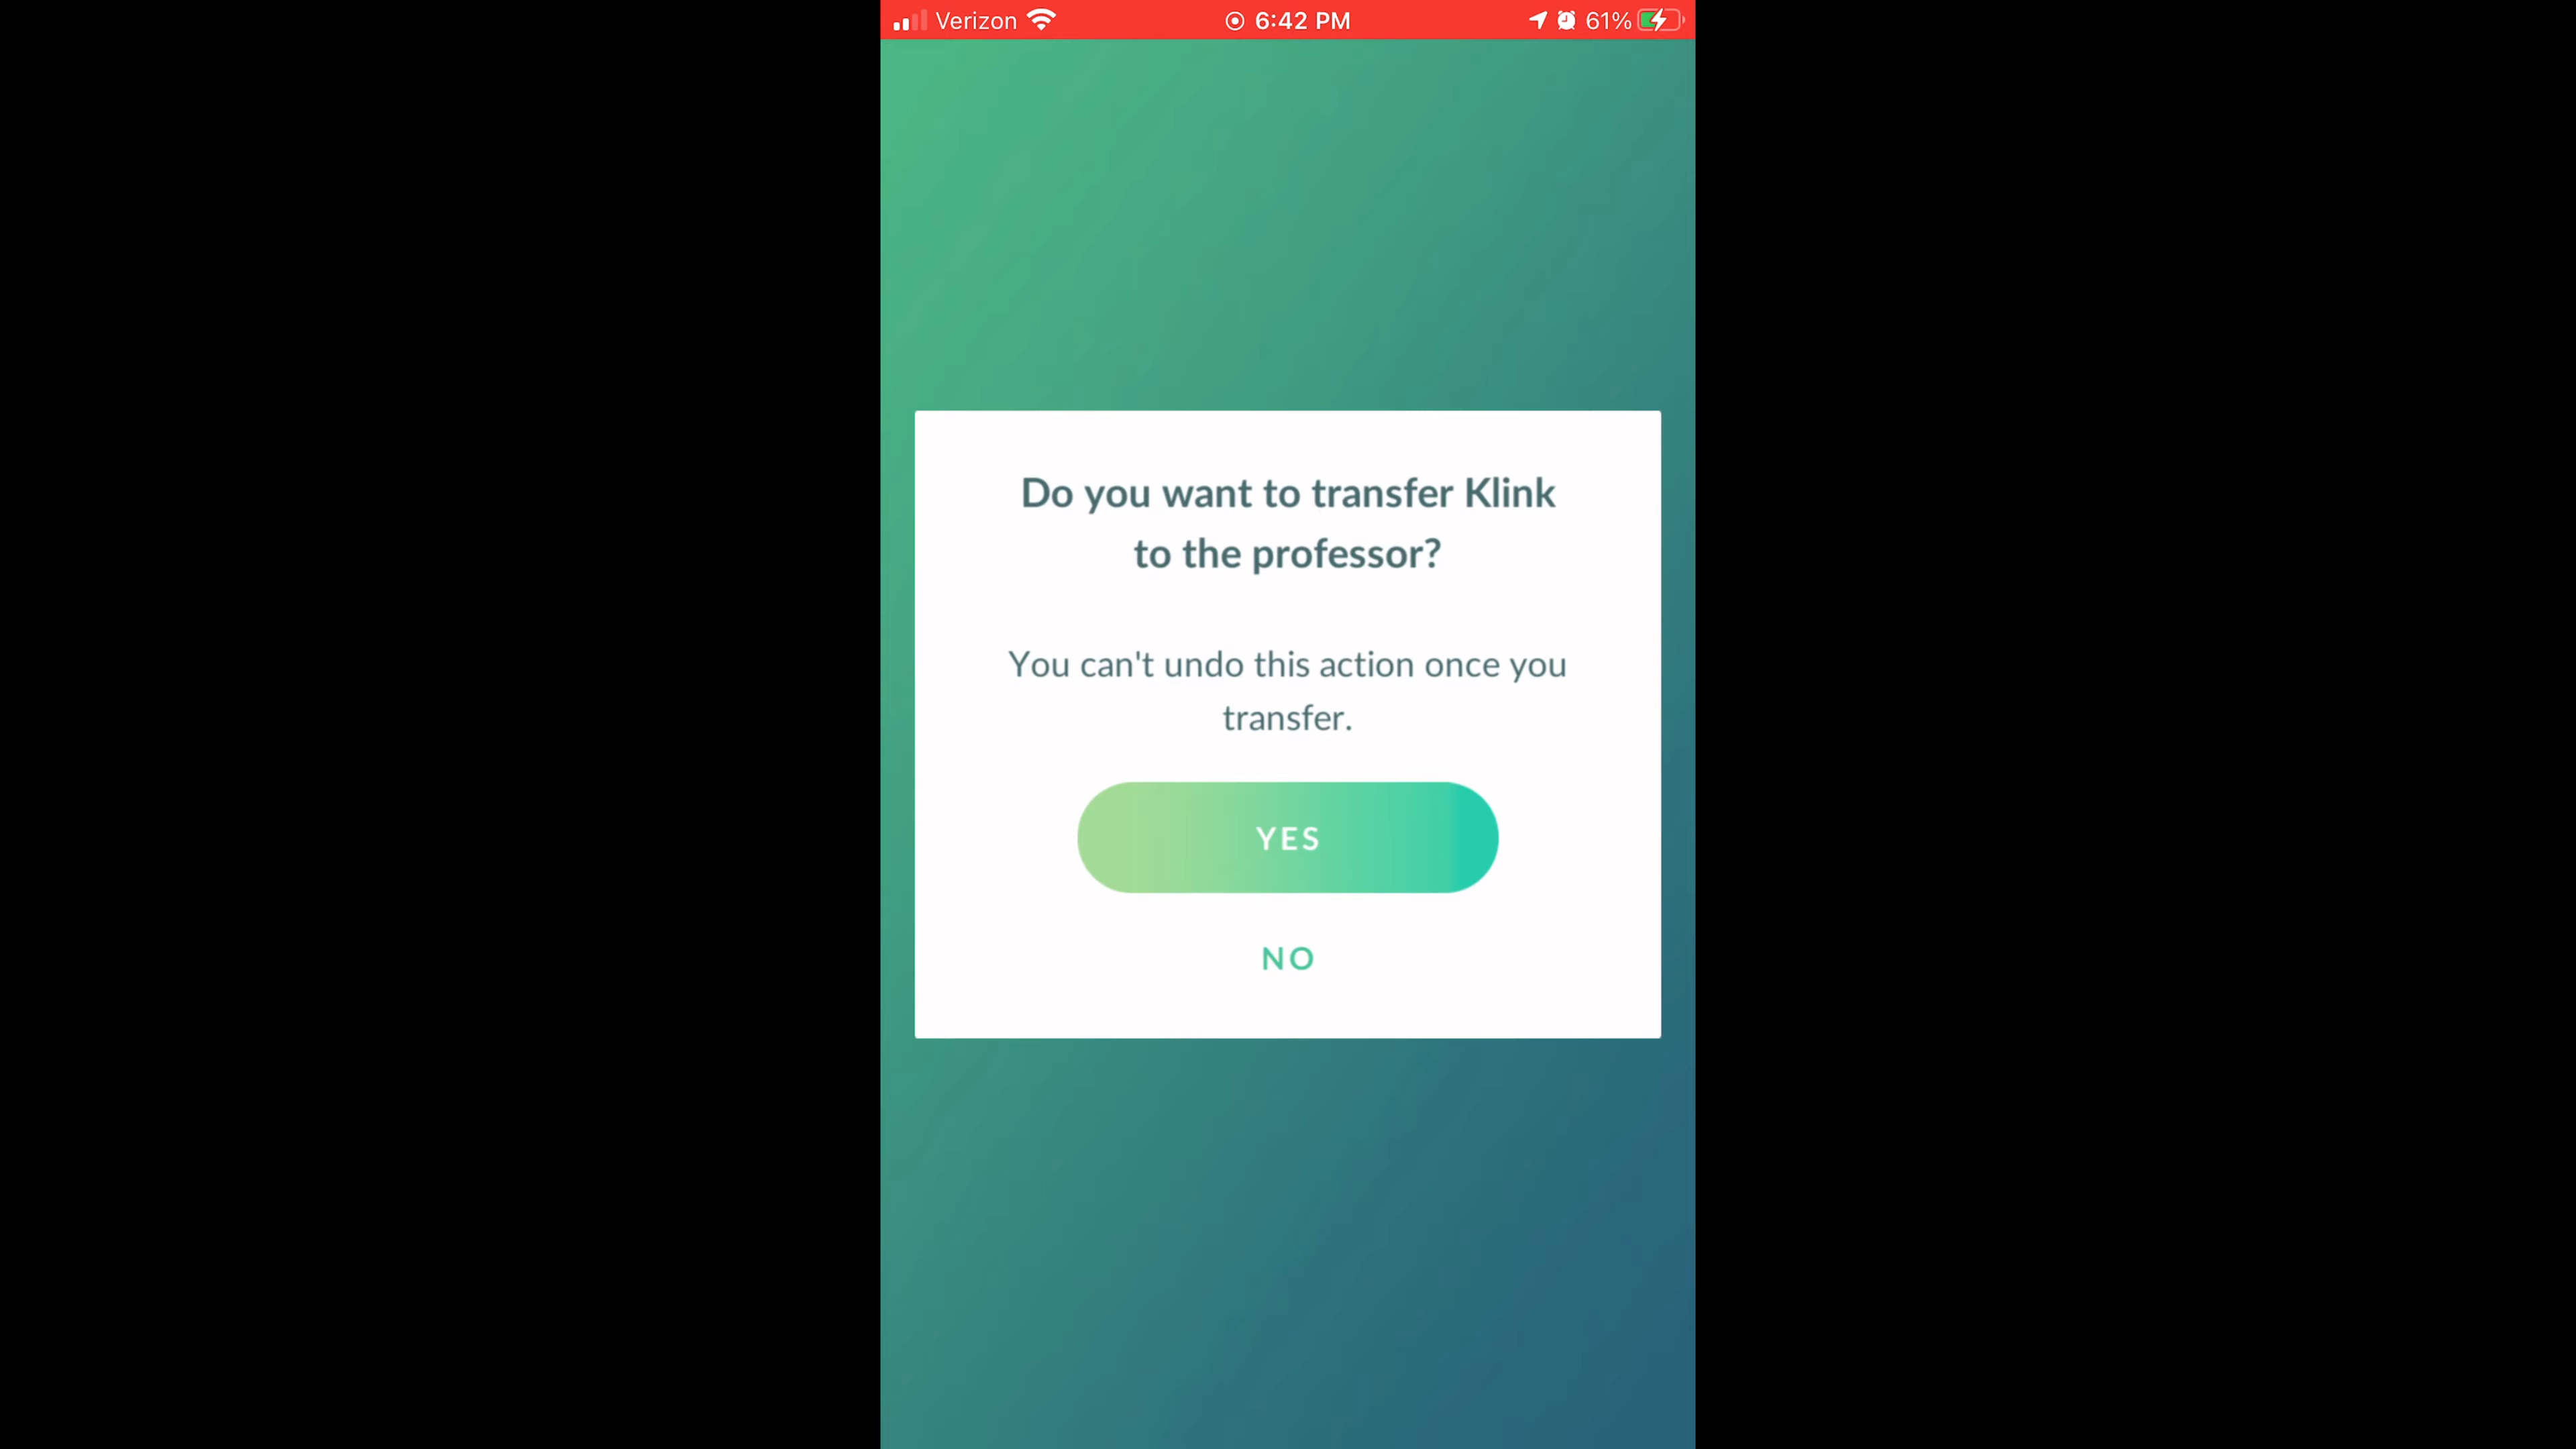 Verizon 6:42 PM 61%
Do you want to transfer Klink
to the professor?
You can't undo this action once you
transfer.
YES
NO